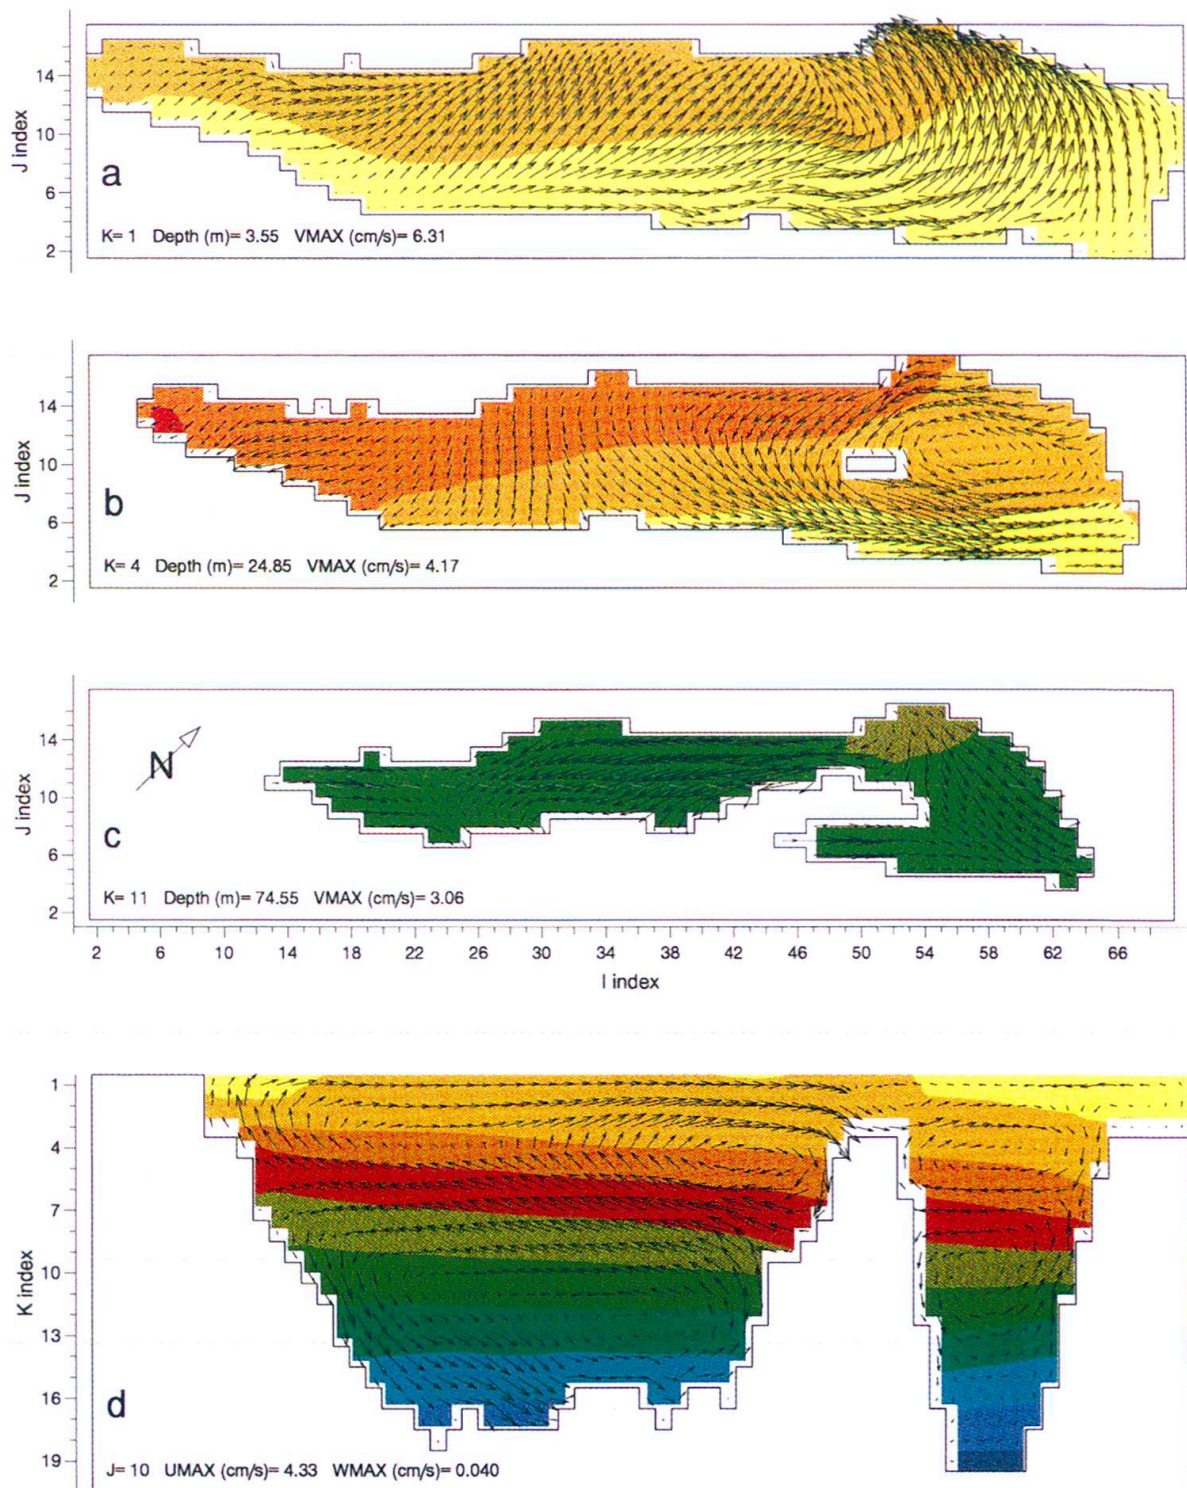 14
10
6
2
J index
a
K= 1 Depth (m)= 3.55 VMAX (cm/s)= 6.31
14
10
6
2
J index
b
K= 4 Depth (m)= 24.85 VMAX (cm/s)= 4.17
14
10
6
2
J index
N
c
K= 11 Depth (m)= 74.55 VMAX (cm/s)= 3.06
2 6 10 14 18 22 26 30 34 38 42 46 50 54 58 62 66
I index
1
4
7
10
13
16
19
K index
d
J= 10 UMAX (cm/s)= 4.33 WMAX (cm/s)= 0.040